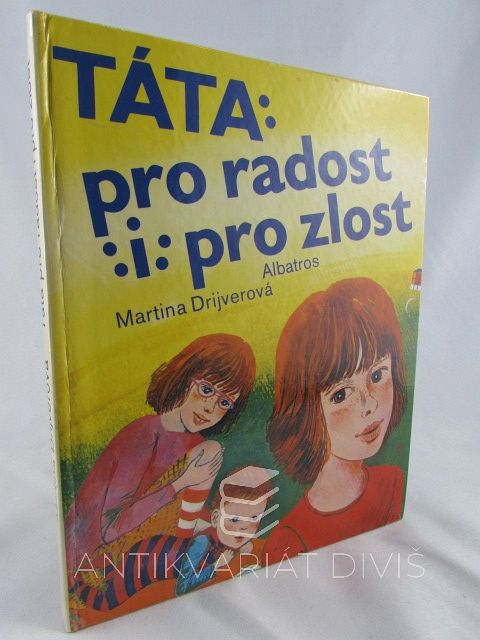 TÁTA:
pro radost
:i: pro zlost
Albatros
Martina Drijverová
ANTIKVARIÁT DIVIŠ